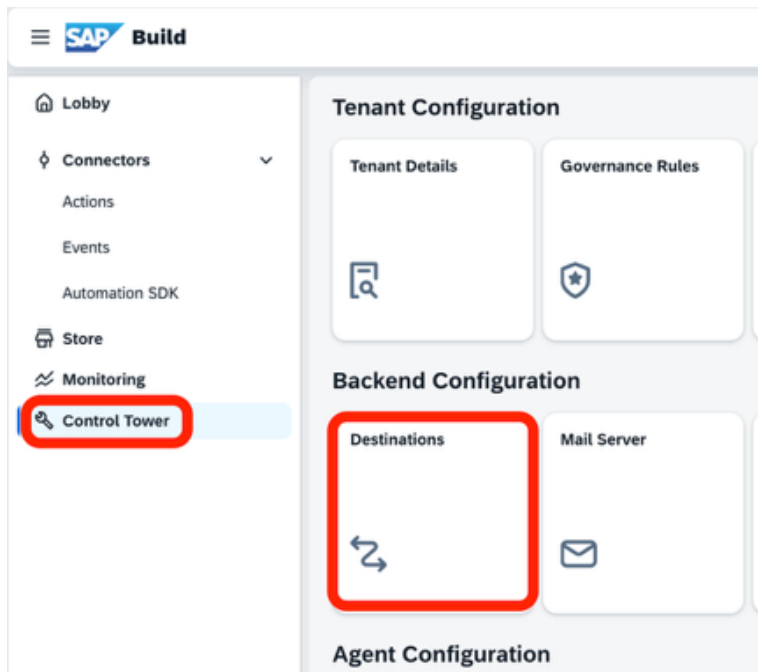 SAP Build
Lobby
Connectors
Actions
Events
Automation SDK
Store
Monitoring
Control Tower
Tenant Configuration
Tenant Details
Governance Rules
Backend Configuration
Destinations
Mail Server
Agent Configuration